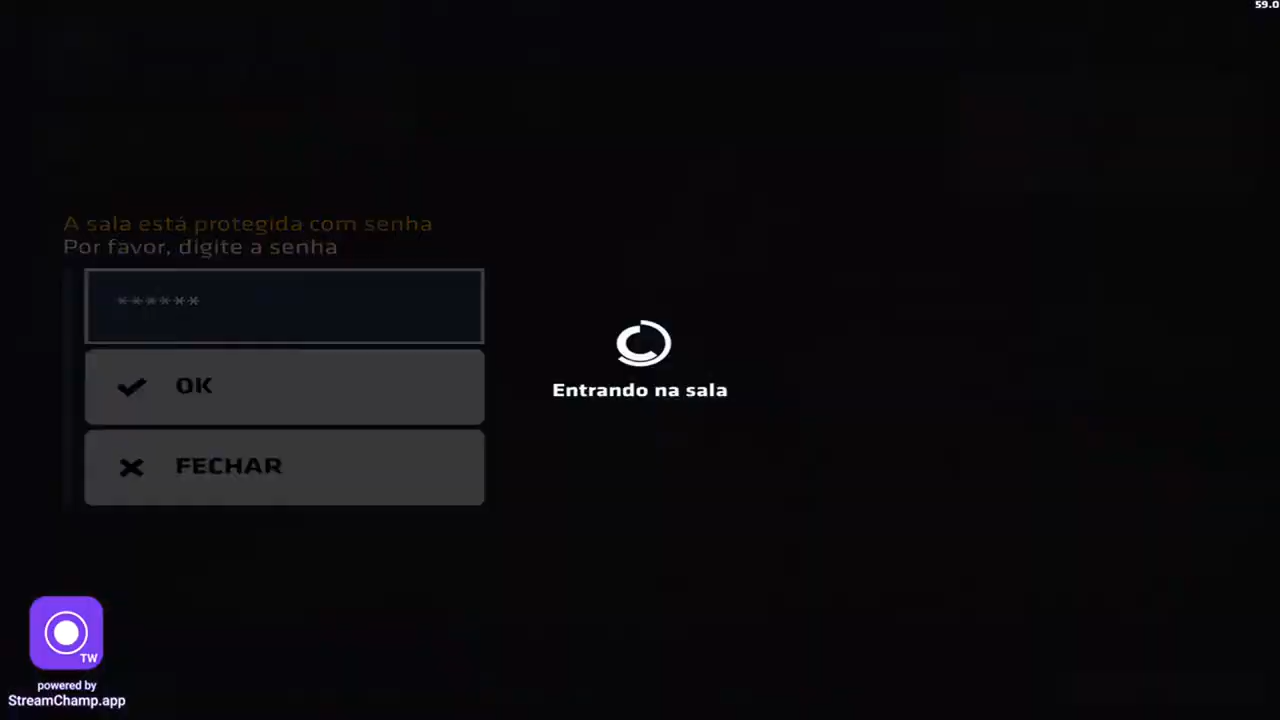 59.0
A sala está protegida com senha
Por favor, digite a senha
******
OK
Entrando na sala
FECHAR
TW
powered by
StreamChamp.app